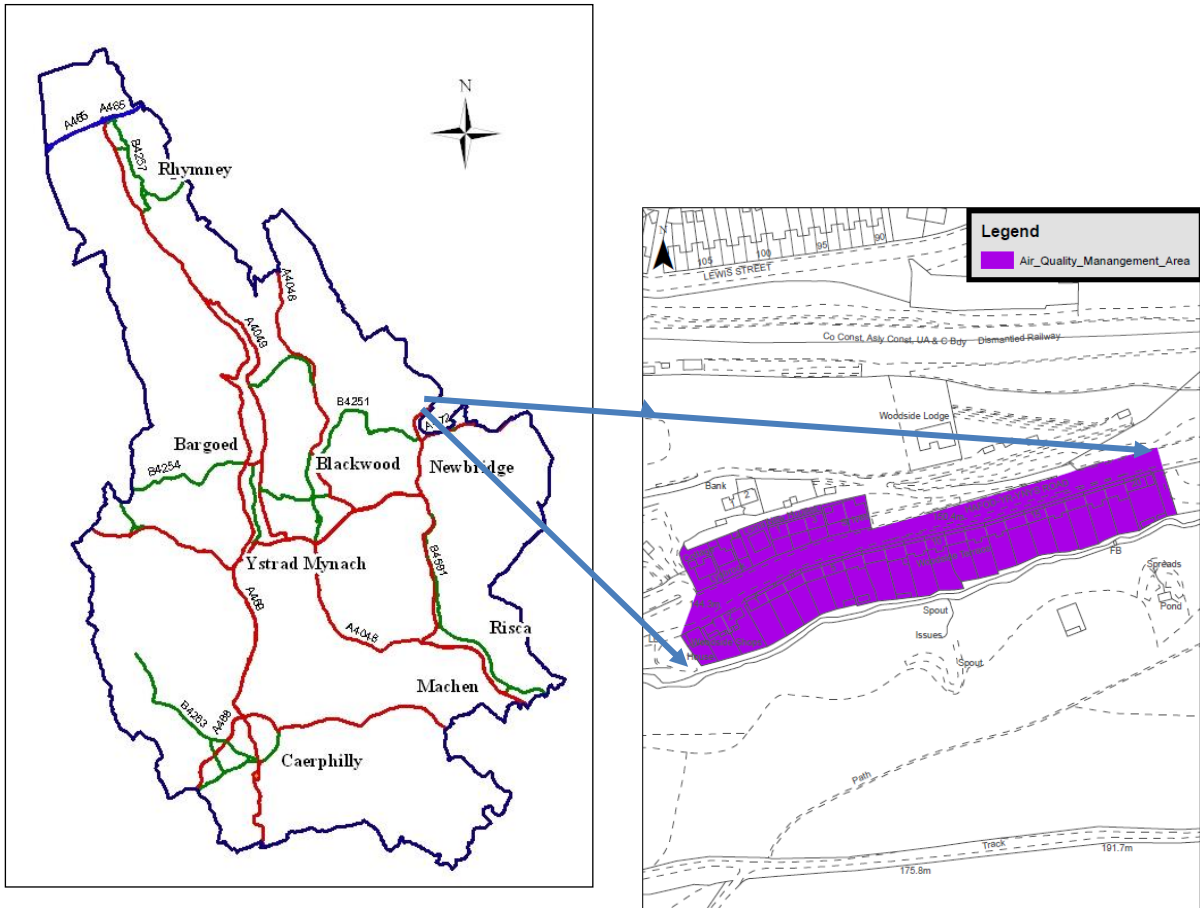 N
A465
A465
B4257
Rhymney
A4048
A4049
B4251
Bargoed
Blackwood
Newbridge
B4254
Ystrad Mynach
B4591
A469
A4048
Risca
Machen
B4263
A468
Caerphilly
N
Legend
Air_Quality_Manangement_Area
105
100
95
90
LEWIS STREET
Co Const, Asly Const, UA & C Bdy
Dismantled Railway
Woodside Lodge
Bank
2
FB
Spreads
Pond
Spout
Issues
Spout
Path
Track
175.8m
191.7m